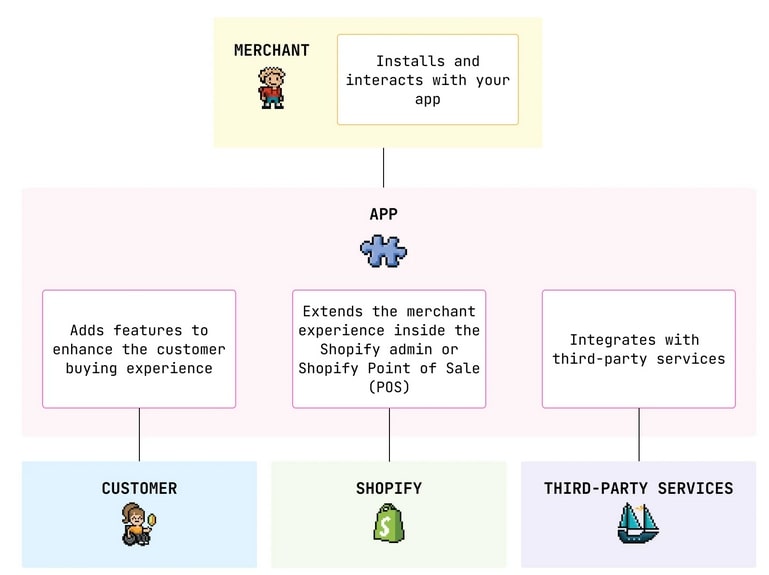 MERCHANT
Installs and
interacts with your
app
APP
Adds features to
enhance the customer
buying experience
Extends the merchant
experience inside the
Shopify admin or
Shopify Point of Sale
(POS)
Integrates with
third-party services
CUSTOMER
SHOPIFY
THIRD-PARTY SERVICES